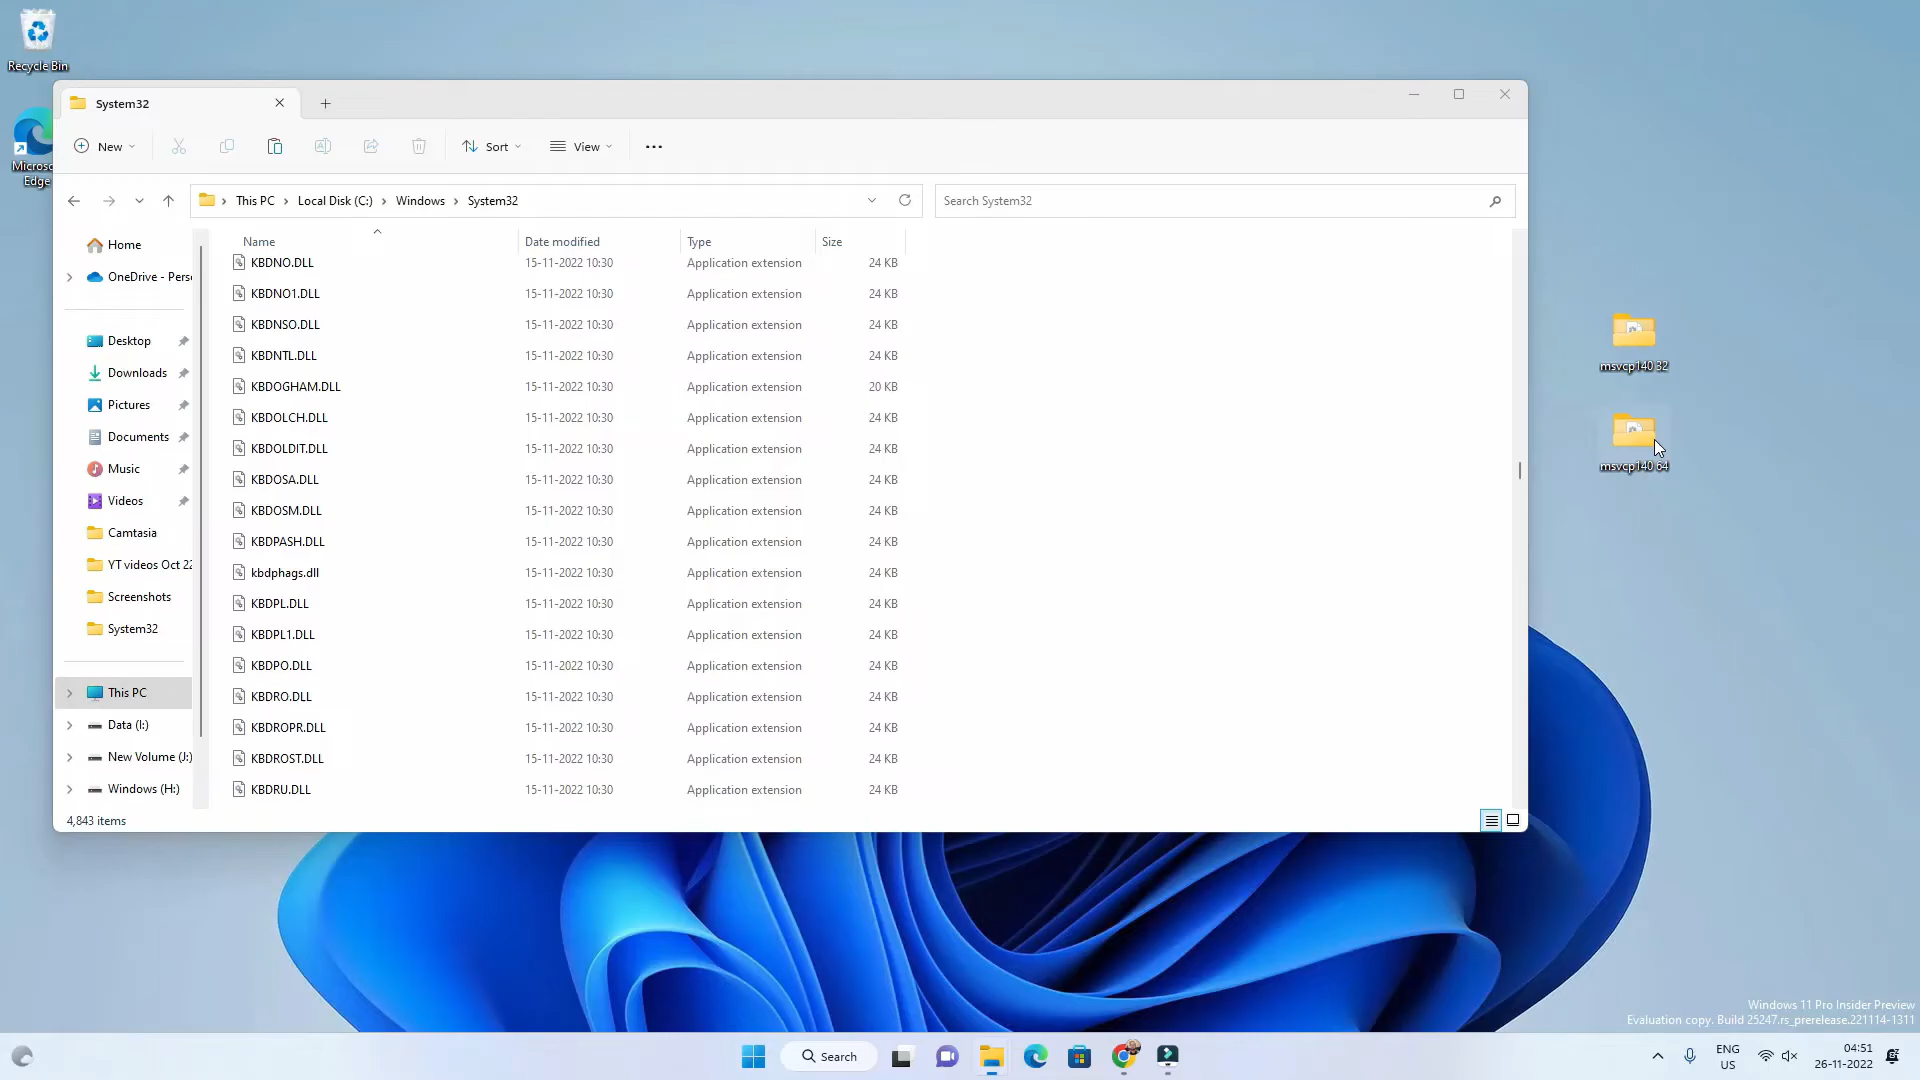 Recycle Bin
Microso
Edge
System32
New
Sort
View
This PC
Local Disk (C:)
Windows
System32
Search System32
Home
OneDrive - Perso
Desktop
Downloads
Pictures
Documents
Music
Videos
Camtasia
YT videos Oct 22
Screenshots
System32
This PC
Data (I:)
New Volume (J:)
Windows (H:)
Name Date modified Type Size
KBDNO.DLL 15-11-2022 10:30 Application extension 24 KB
KBDNO1.DLL 15-11-2022 10:30 Application extension 24 KB
KBDNSO.DLL 15-11-2022 10:30 Application extension 24 KB
KBDNTL.DLL 15-11-2022 10:30 Application extension 24 KB
KBDOGHAM.DLL 15-11-2022 10:30 Application extension 20 KB
KBDOLCH.DLL 15-11-2022 10:30 Application extension 24 KB
KBDOLDIT.DLL 15-11-2022 10:30 Application extension 24 KB
KBDOSA.DLL 15-11-2022 10:30 Application extension 24 KB
KBDOSM.DLL 15-11-2022 10:30 Application extension 24 KB
KBDPASH.DLL 15-11-2022 10:30 Application extension 24 KB
kbdphags.dll 15-11-2022 10:30 Application extension 24 KB
KBDPL.DLL 15-11-2022 10:30 Application extension 24 KB
KBDPL1.DLL 15-11-2022 10:30 Application extension 24 KB
KBDPO.DLL 15-11-2022 10:30 Application extension 24 KB
KBDRO.DLL 15-11-2022 10:30 Application extension 24 KB
KBDROPR.DLL 15-11-2022 10:30 Application extension 24 KB
KBDROST.DLL 15-11-2022 10:30 Application extension 24 KB
KBDRU.DLL 15-11-2022 10:30 Application extension 24 KB
4,843 items
msvcp140 32
msvcp140 64
Windows 11 Pro Insider Preview
Evaluation copy. Build 25247.rs_prerelease.221114-1311
Search
ENG
US
04:51
26-11-2022